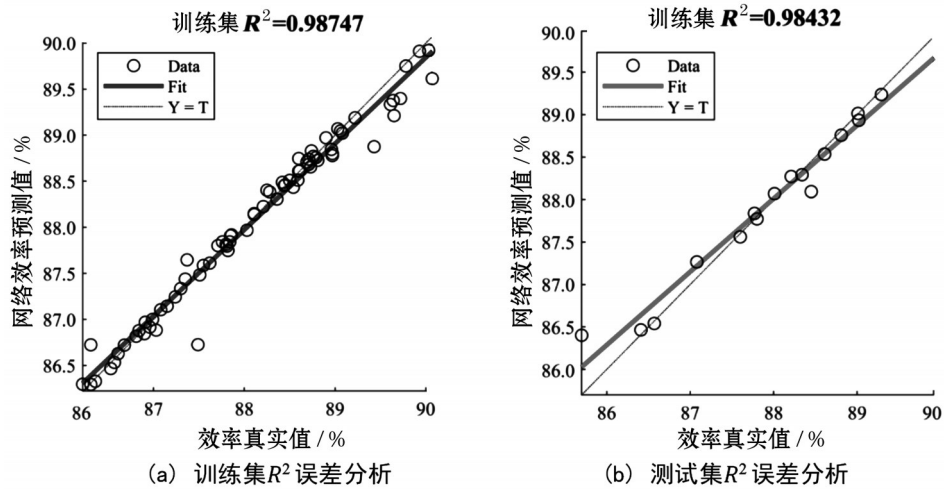 训练集 R²=0.98747
90.0
89.5
89.0
88.5
88.0
87.5
87.0
86.5
Data
Fit
Y = T
网络效率预测值 / %
86 87 88 89 90
效率真实值 / %
(a) 训练集R² 误差分析
训练集 R²=0.98432
90.0
89.5
89.0
88.5
88.0
87.5
87.0
86.5
86.0
Data
Fit
Y = T
网络效率预测值 / %
86 87 88 89 90
效率真实值 / %
(b) 测试集R² 误差分析